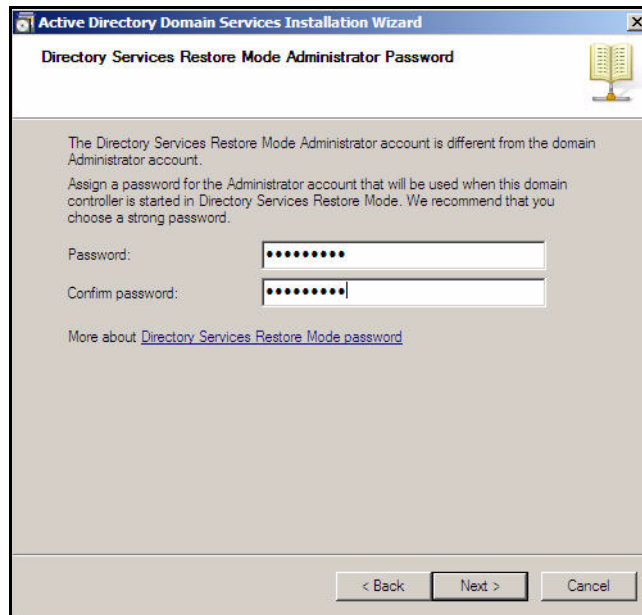 Active Directory Domain Services Installation Wizard
Directory Services Restore Mode Administrator Password
The Directory Services Restore Mode Administrator account is different from the domain
Administrator account.
Assign a password for the Administrator account that will be used when this domain
controller is started in Directory Services Restore Mode. We recommend that you
choose a strong password.
Password: •••••••••
Confirm password: •••••••••
More about Directory Services Restore Mode password
< Back Next > Cancel